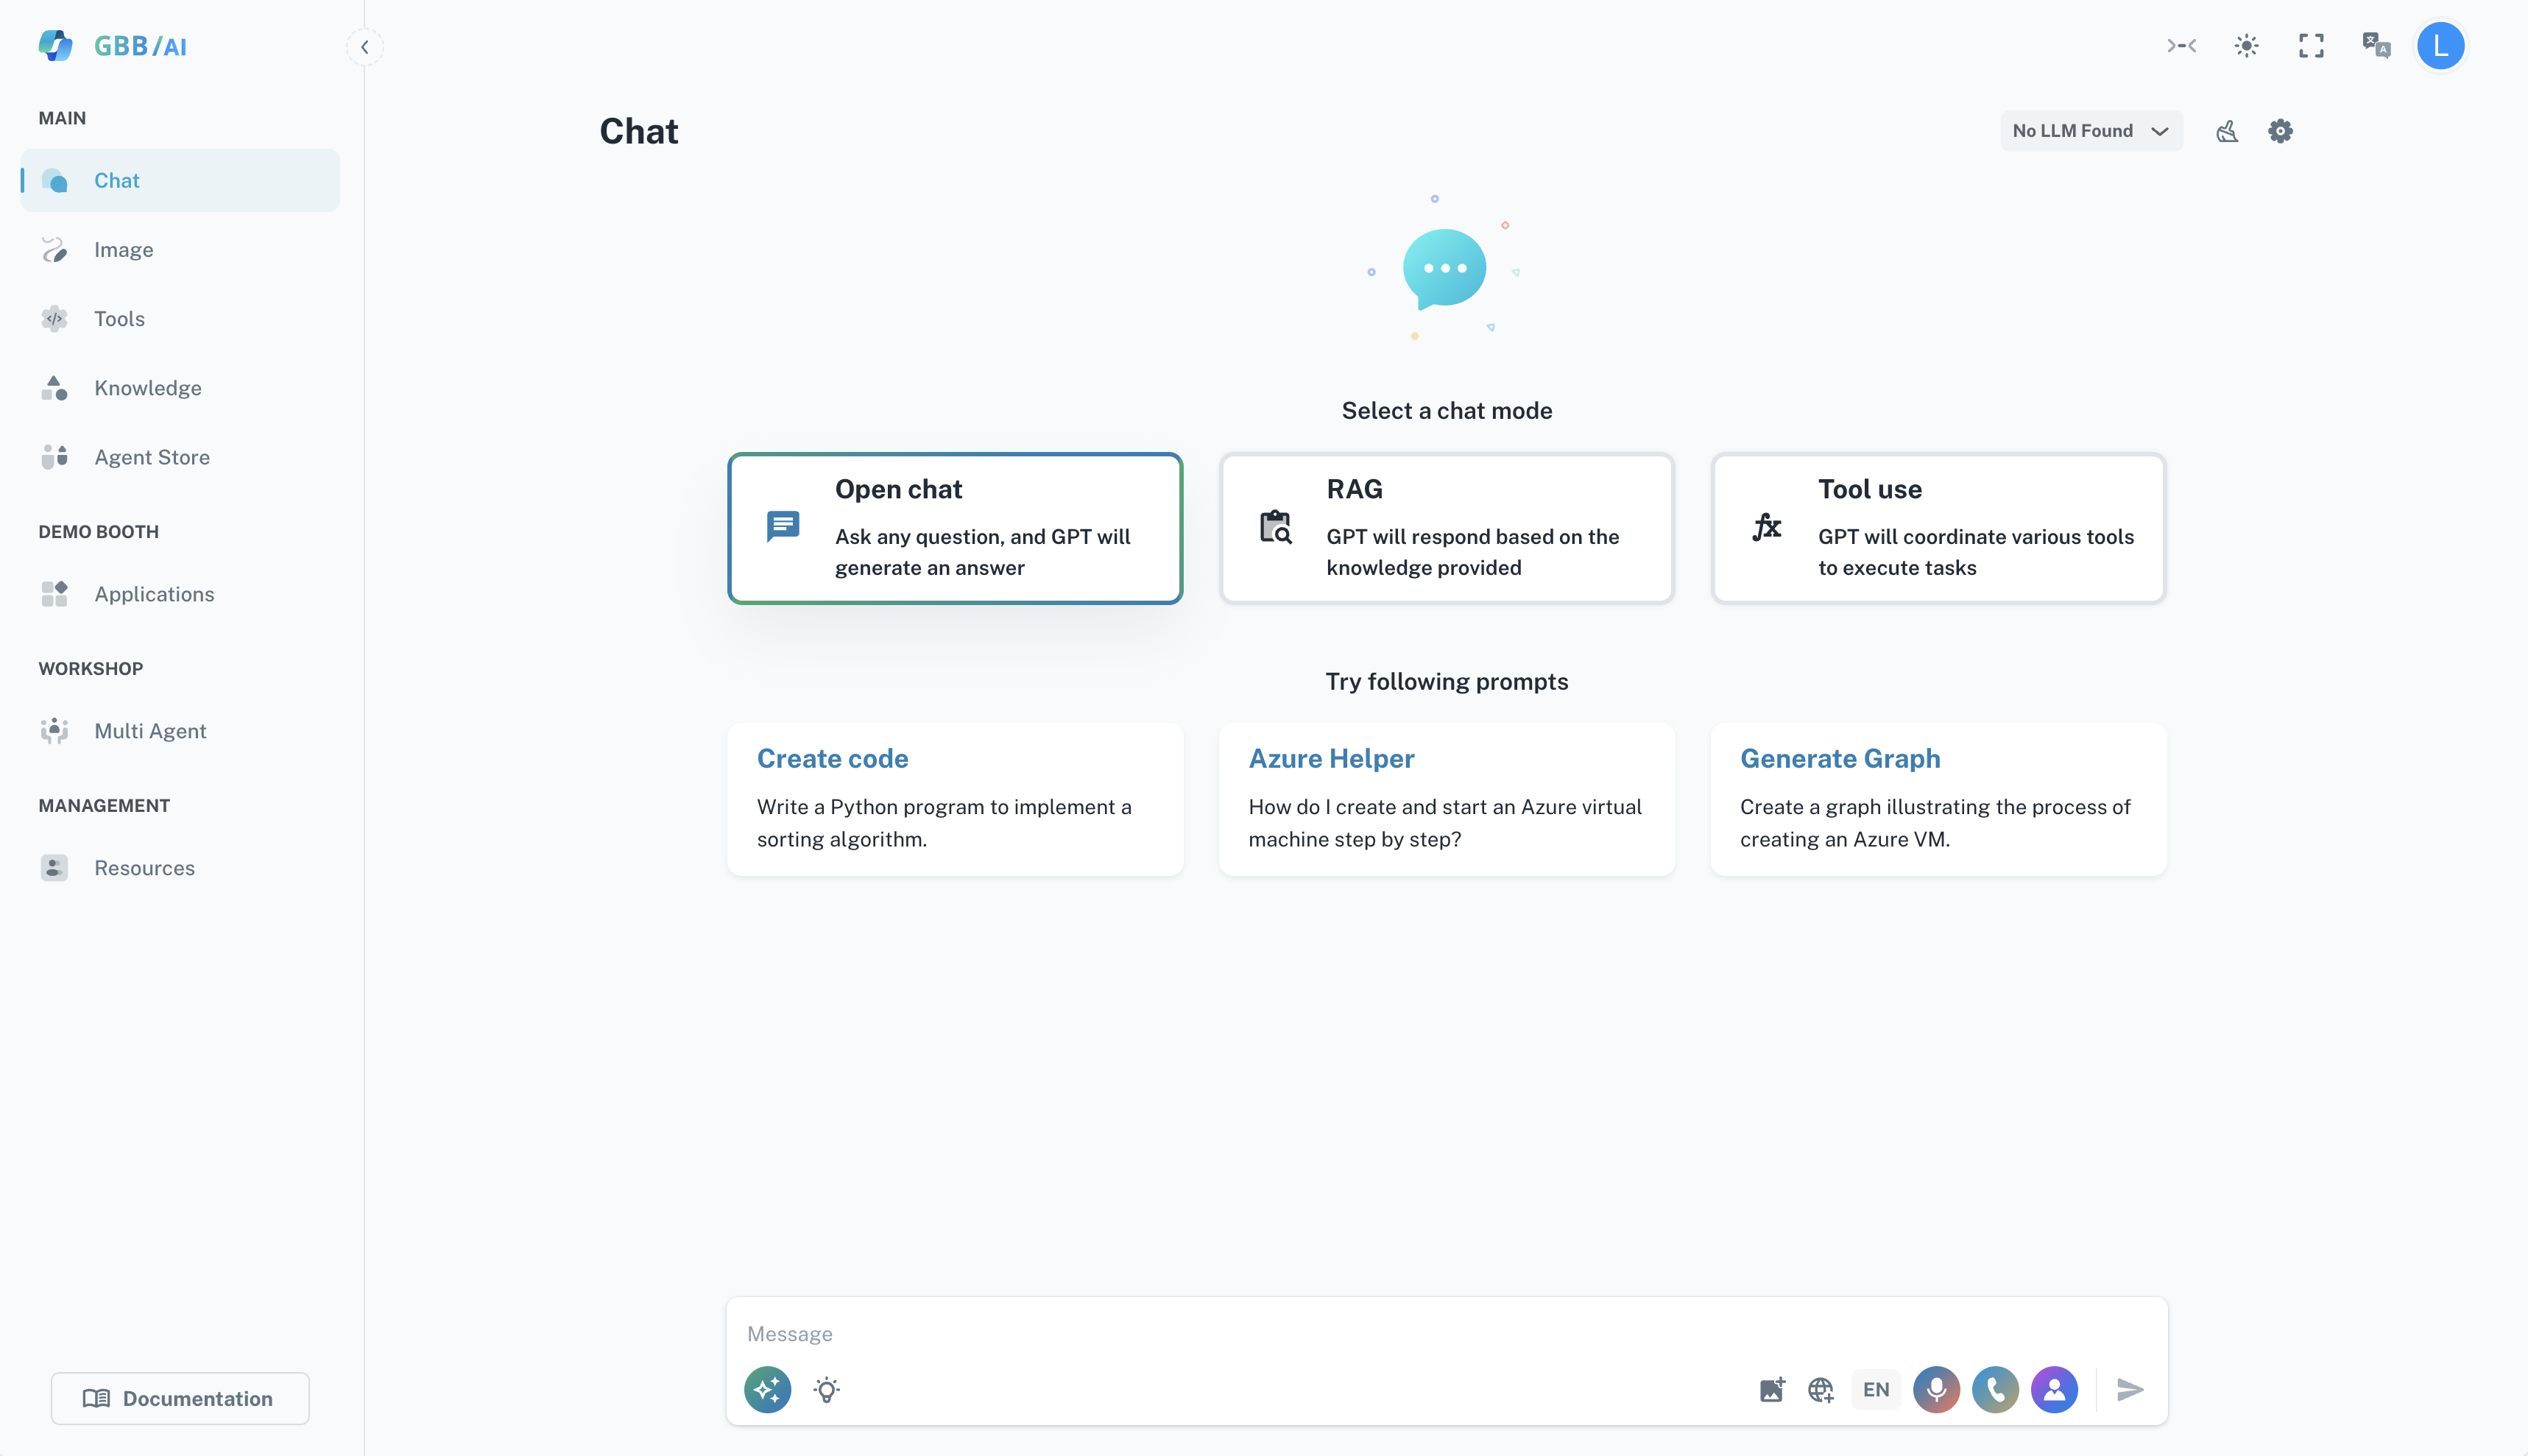 GBB/AI
MAIN
Chat
Image
Tools
Knowledge
Agent Store
DEMO BOOTH
Applications
WORKSHOP
Multi Agent
MANAGEMENT
Resources
Documentation
L
Chat
No LLM Found
Select a chat mode
Open chat
Ask any question, and GPT will
generate an answer
RAG
GPT will respond based on the
knowledge provided
Tool use
GPT will coordinate various tools
to execute tasks
Try following prompts
Create code
Write a Python program to implement a
sorting algorithm.
Azure Helper
How do I create and start an Azure virtual
machine step by step?
Generate Graph
Create a graph illustrating the process of
creating an Azure VM.
Message
EN